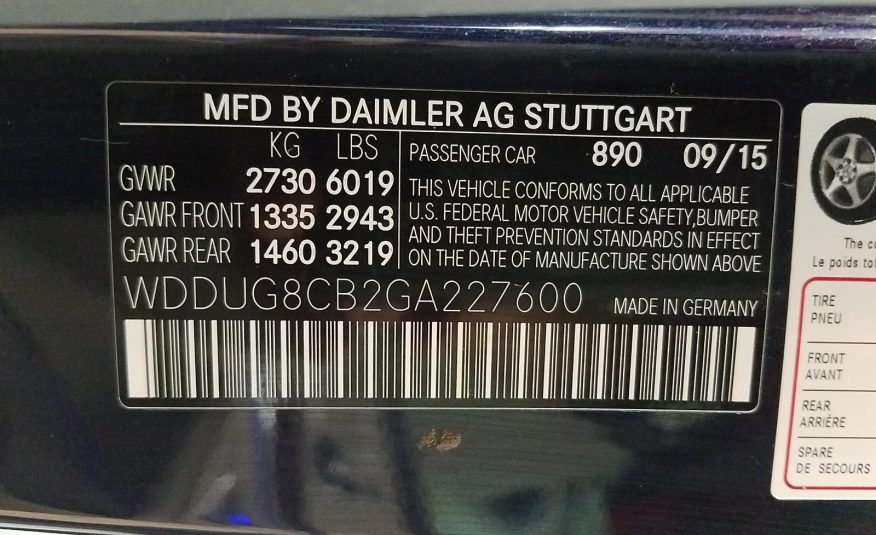 MFD BY DAIMLER AG STUTTGART
KG LBS
GVWR 2730 6019
GAWR FRONT 1335 2943
GAWR REAR 1460 3219
PASSENGER CAR 890 09/15
THIS VEHICLE CONFORMS TO ALL APPLICABLE
U.S. FEDERAL MOTOR VEHICLE SAFETY,BUMPER
AND THEFT PREVENTION STANDARDS IN EFFECT
ON THE DATE OF MANUFACTURE SHOWN ABOVE
WDDUG8CB2GA227600 MADE IN GERMANY
The
Le poids
TIRE
PNEU
FRONT
AVANT
REAR
ARRIÈRE
SPARE
DE SECOURS